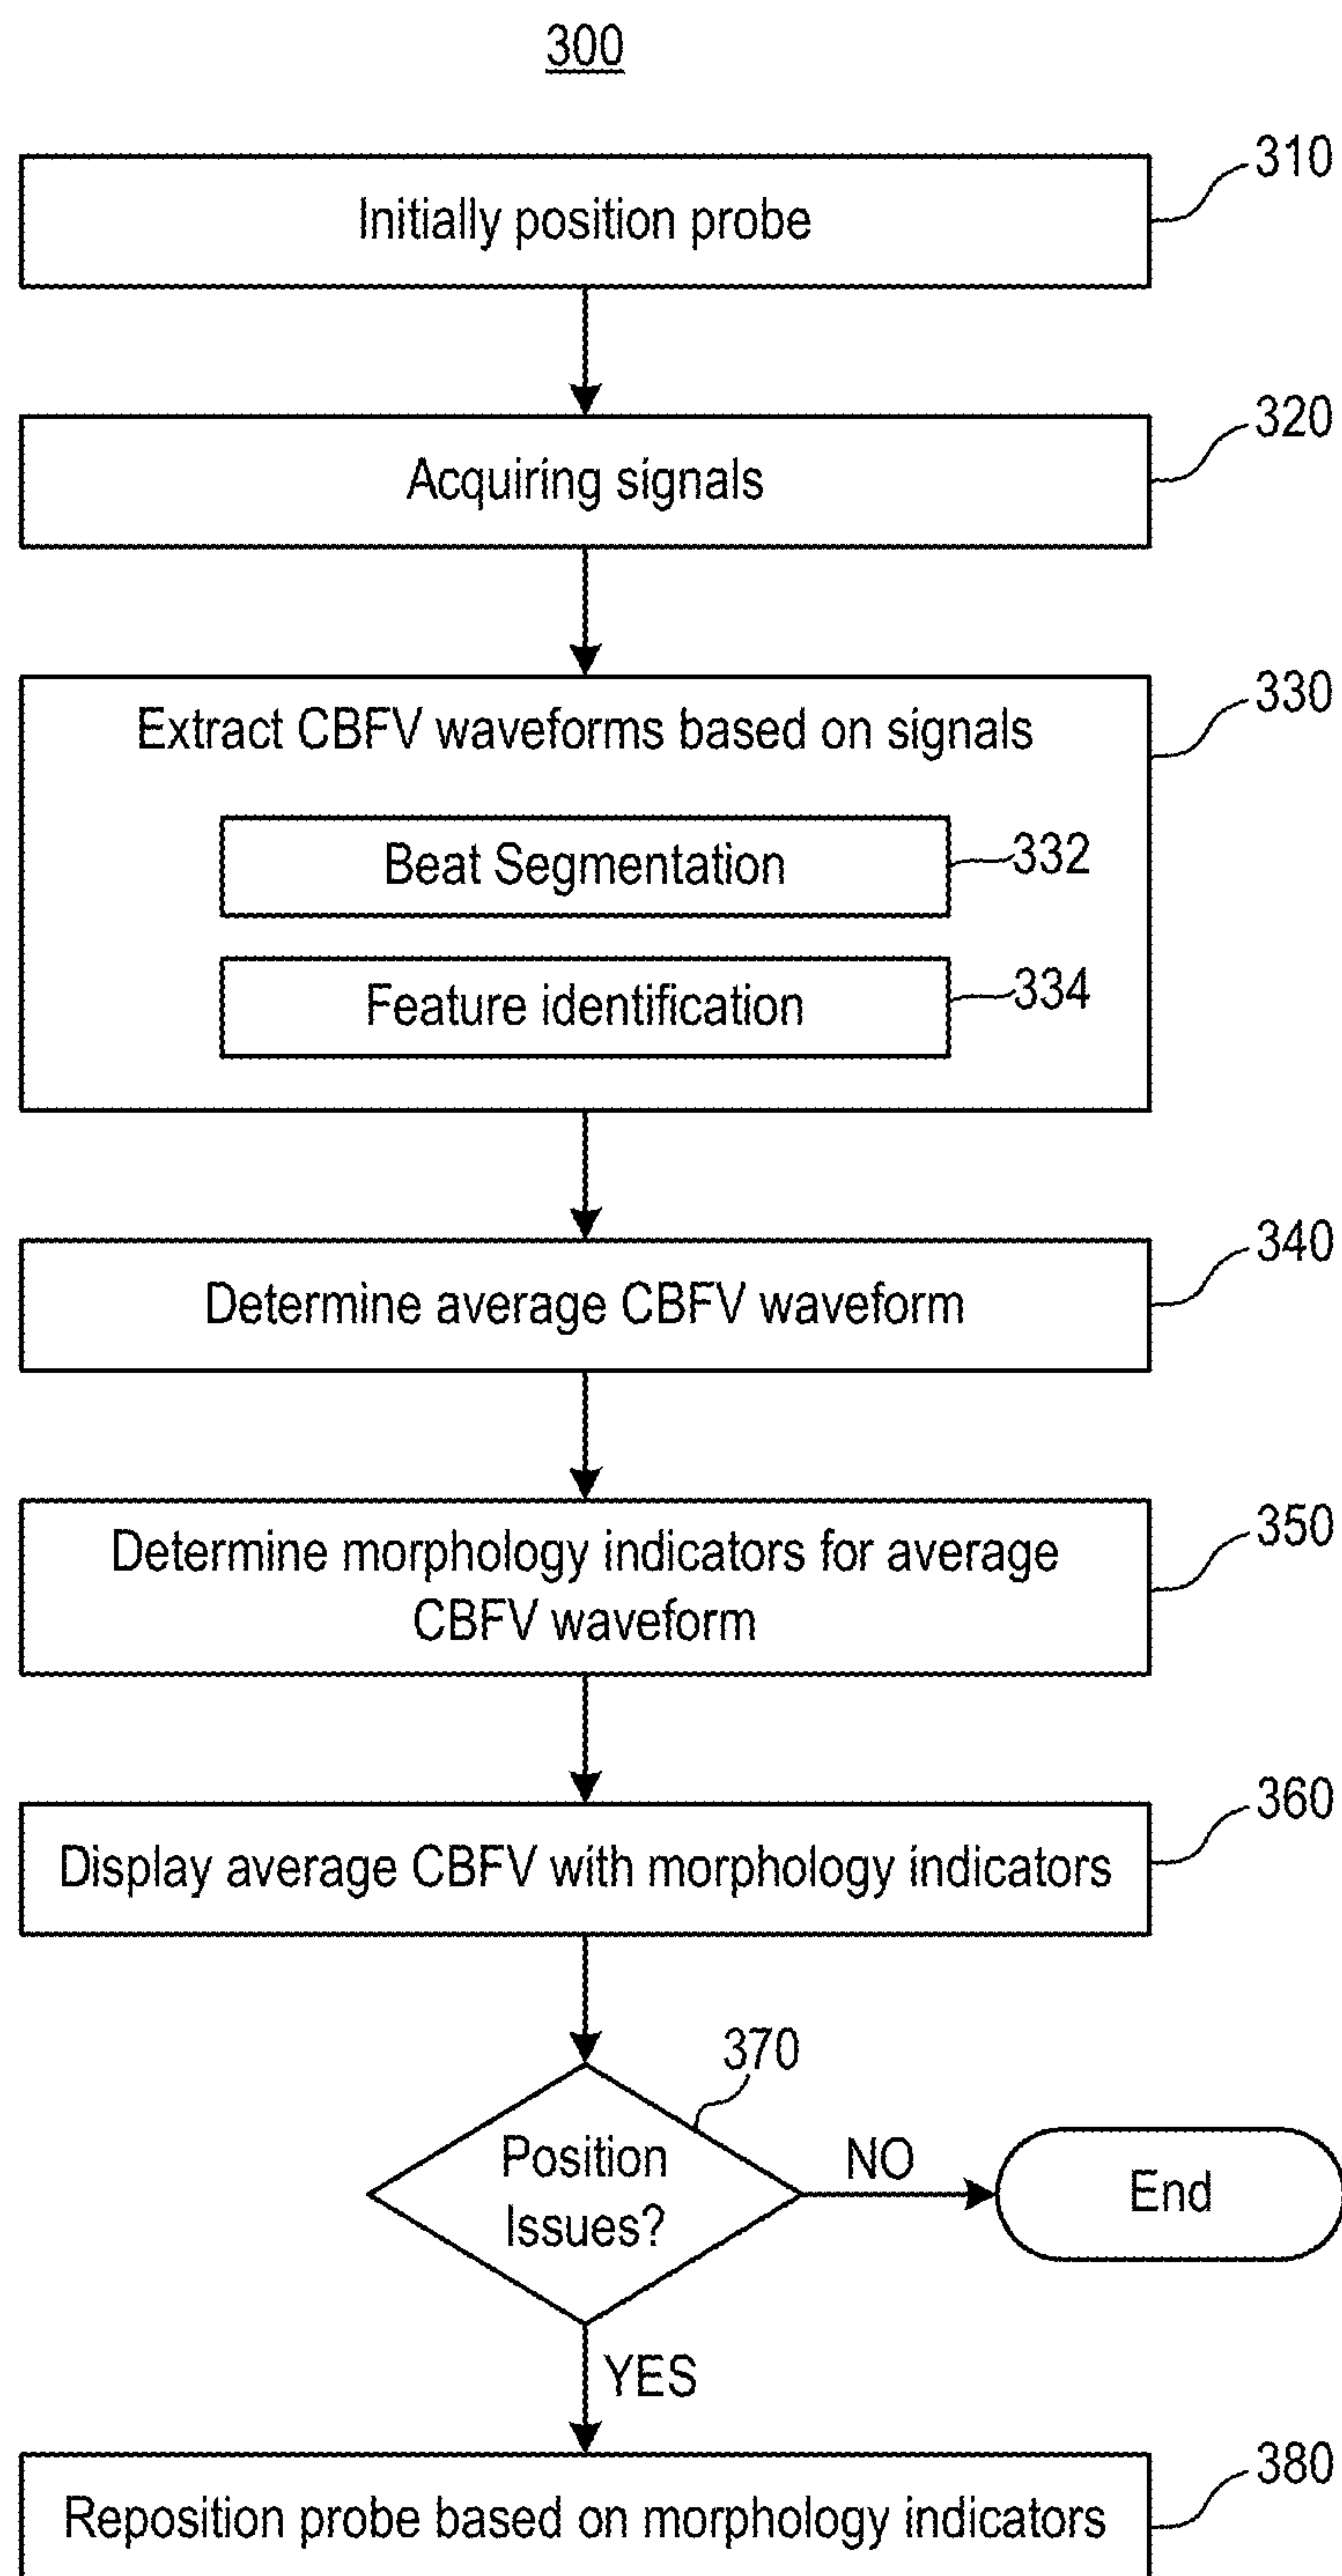 300
310
Initially position probe
320
Acquiring signals
330
Extract CBFV waveforms based on signals
Beat Segmentation
332
Feature identification
334
340
Determine average CBFV waveform
350
Determine morphology indicators for average
CBFV waveform
360
Display average CBFV with morphology indicators
370
Position
Issues?
NO
End
YES
380
Reposition probe based on morphology indicators